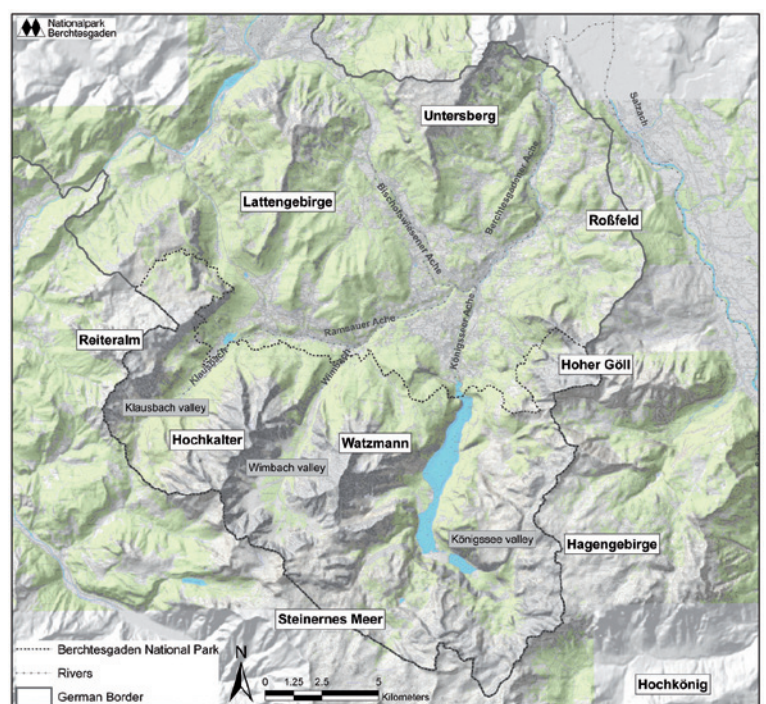 Nationalpark
Berchtesgaden
Untersberg
Salzach
Lattengebirge
Bischofswiesener Ache
Berchtesgadener Ache
Roßfeld
Ramsauer Ache
Königsseer Ache
Reiteralm
Klausbach
Wimbach
Hoher Göll
Klausbach valley
Hochkalter
Watzmann
Wimbach valley
Königssee valley
Hagengebirge
Steinernes Meer
Hochkönig
Berchtesgaden National Park
Rivers
German Border
N
0 1.25 2.5 5
Kilometers